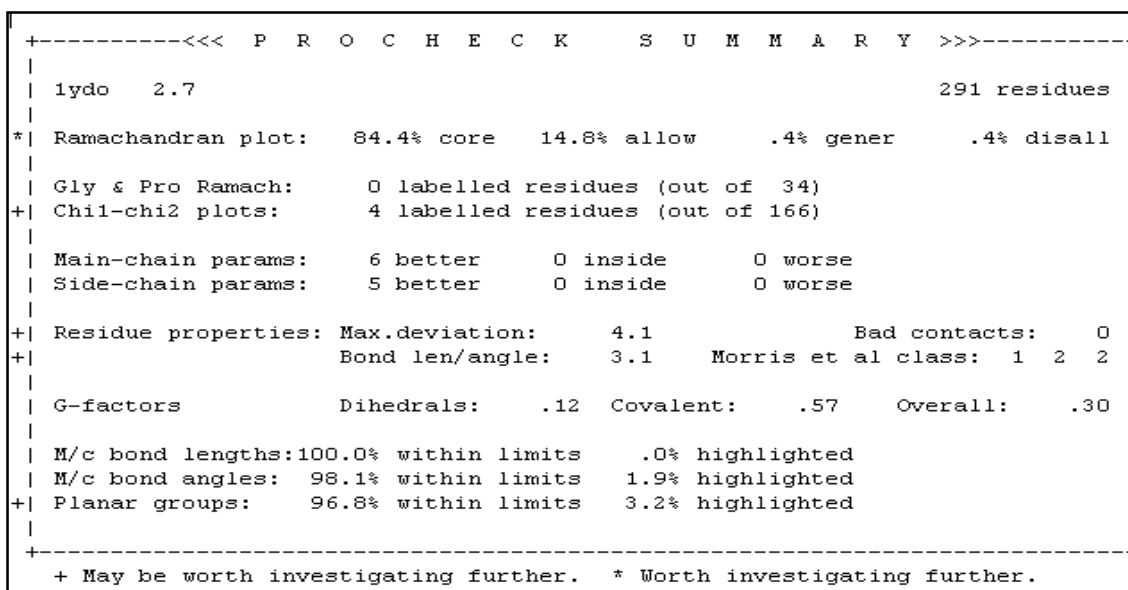 +----------<<<  P  R  O  C  H  E  C  K     S  U  M  M  A  R  Y  >>>----------
|
| 1ydo   2.7                                                    291 residues
|
*| Ramachandran plot:   84.4% core   14.8% allow     .4% gener     .4% disall
|
| Gly & Pro Ramach:      0 labelled residues (out of  34)
+| Chi1-chi2 plots:       4 labelled residues (out of 166)
|
| Main-chain params:     6 better     0 inside      0 worse
| Side-chain params:     5 better     0 inside      0 worse
|
+| Residue properties: Max.deviation:     4.1              Bad contacts:    0
+|                     Bond len/angle:    3.1    Morris et al class:  1  2  2
|
| G-factors           Dihedrals:    .12  Covalent:    .57    Overall:    .30
|
| M/c bond lengths:100.0% within limits    .0% highlighted
| M/c bond angles:  98.1% within limits   1.9% highlighted
+| Planar groups:    96.8% within limits   3.2% highlighted
|
+----------------------------------------------------------------------------
+ May be worth investigating further.  * Worth investigating further.